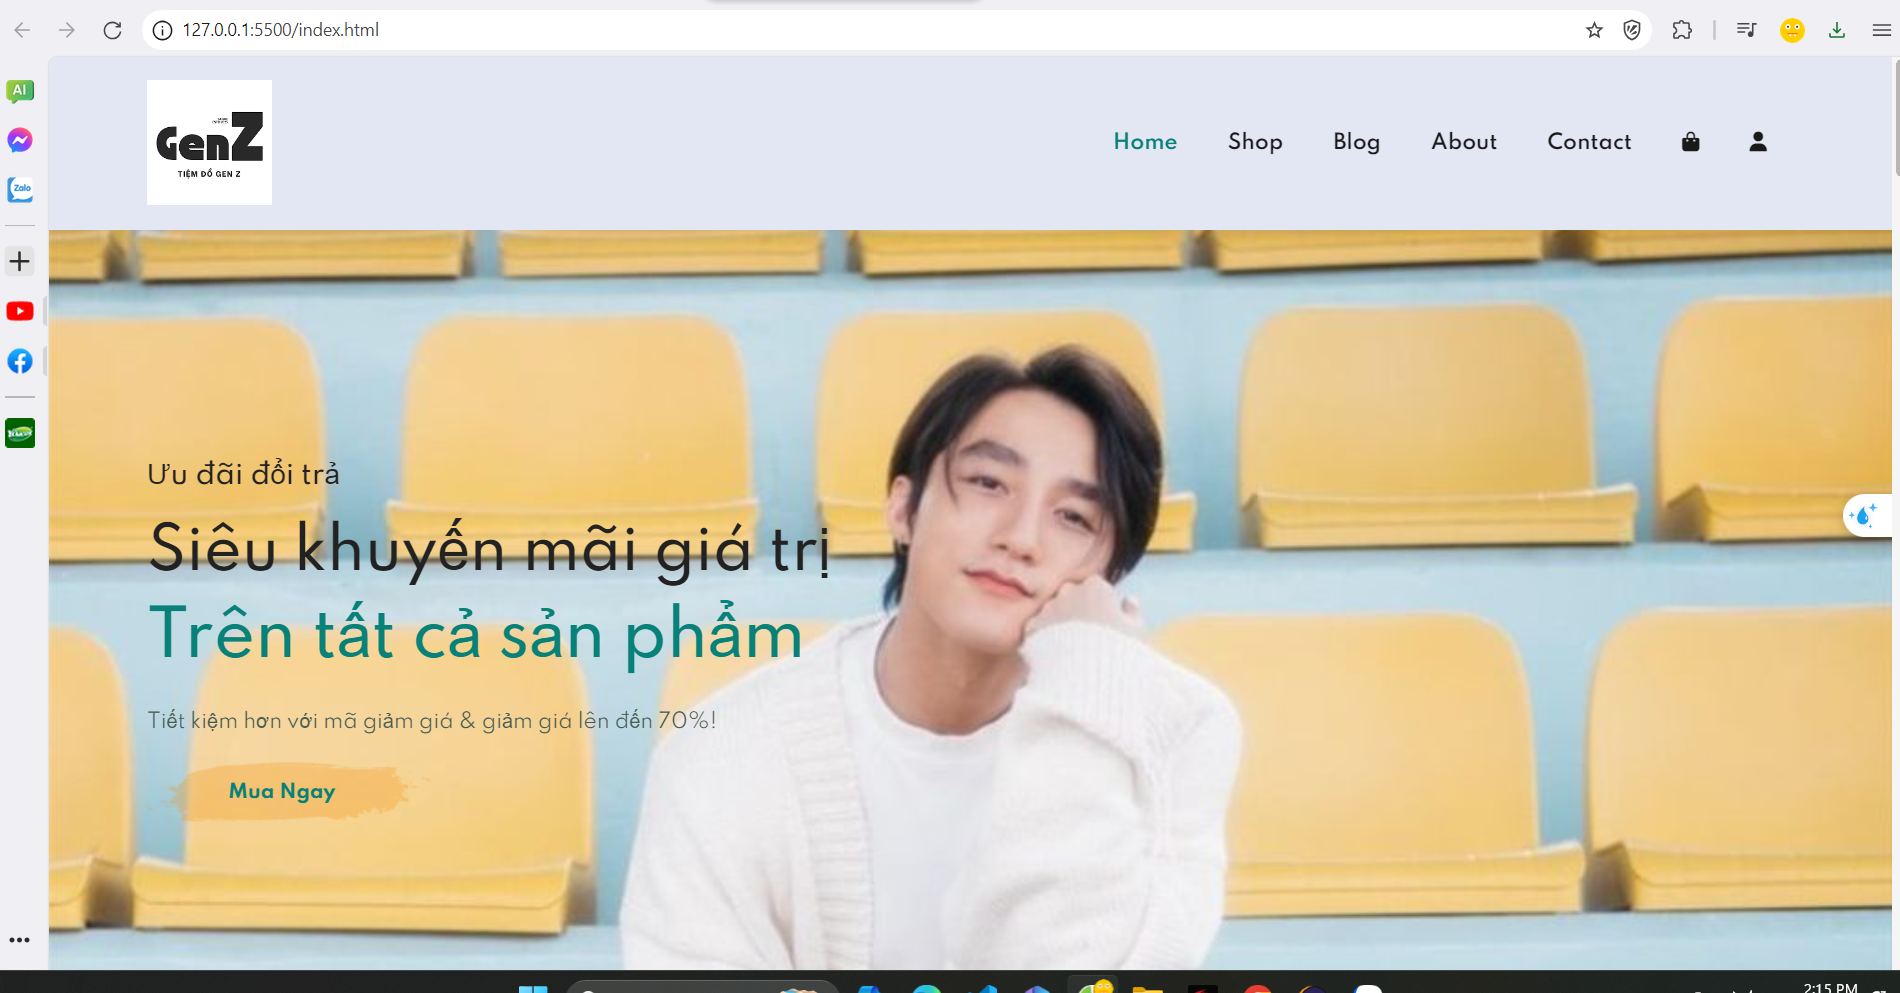 127.0.0.1:5500/index.html
AI
Zalo
GenZ
TIỆM ĐỒ GEN Z
Home
Shop
Blog
About
Contact
Ưu đãi đổi trả
Siêu khuyến mãi giá trị
Trên tất cả sản phẩm
Tiết kiệm hơn với mã giảm giá & giảm giá lên đến 70%!
Mua Ngay
2:15 PM